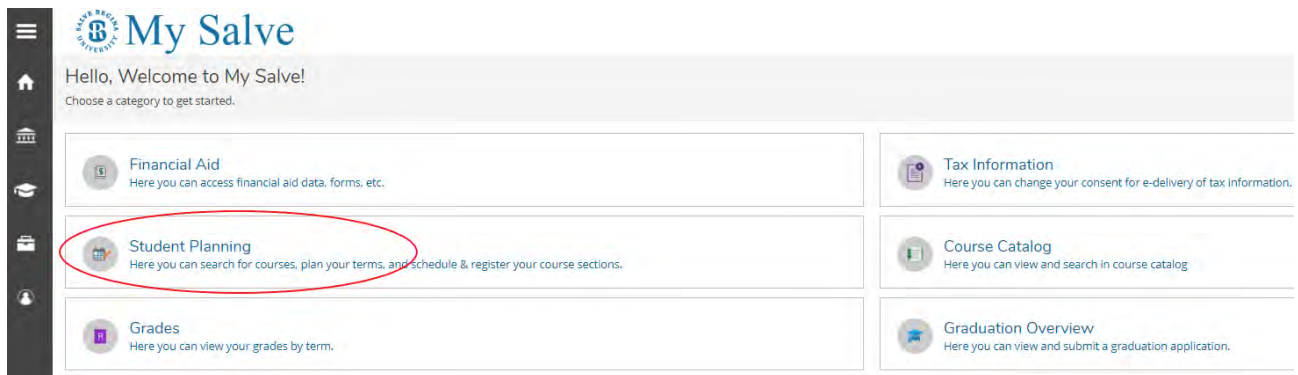 SALVE REGINA UNIVERSITY
My Salve
Hello, Welcome to My Salve!
Choose a category to get started.
Financial Aid
Here you can access financial aid data, forms, etc.
Tax Information
Here you can change your consent for e-delivery of tax information.
Student Planning
Here you can search for courses, plan your terms, and schedule & register your course sections.
Course Catalog
Here you can view and search in course catalog
Grades
Here you can view your grades by term.
Graduation Overview
Here you can view and submit a graduation application.